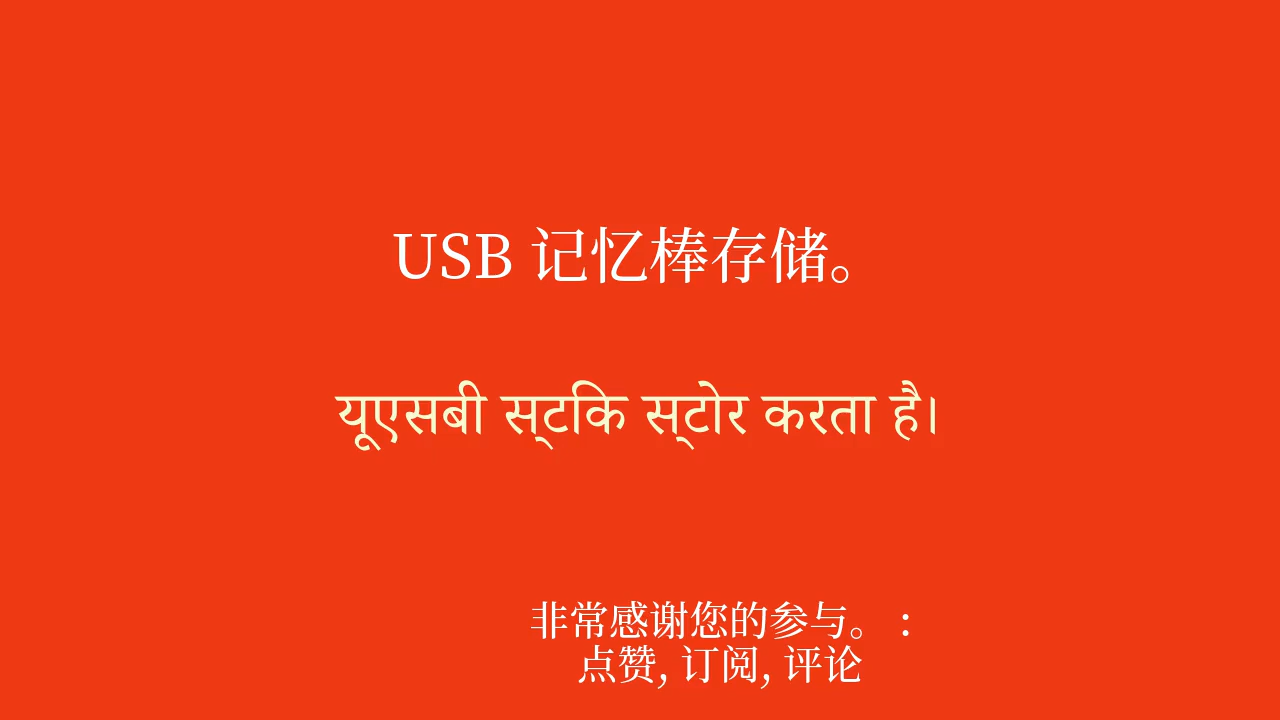 USB 记忆棒存储。
यूएसबी स्टिक स्टोर करता है।
非常感谢您的参与。 :
点赞, 订阅, 评论